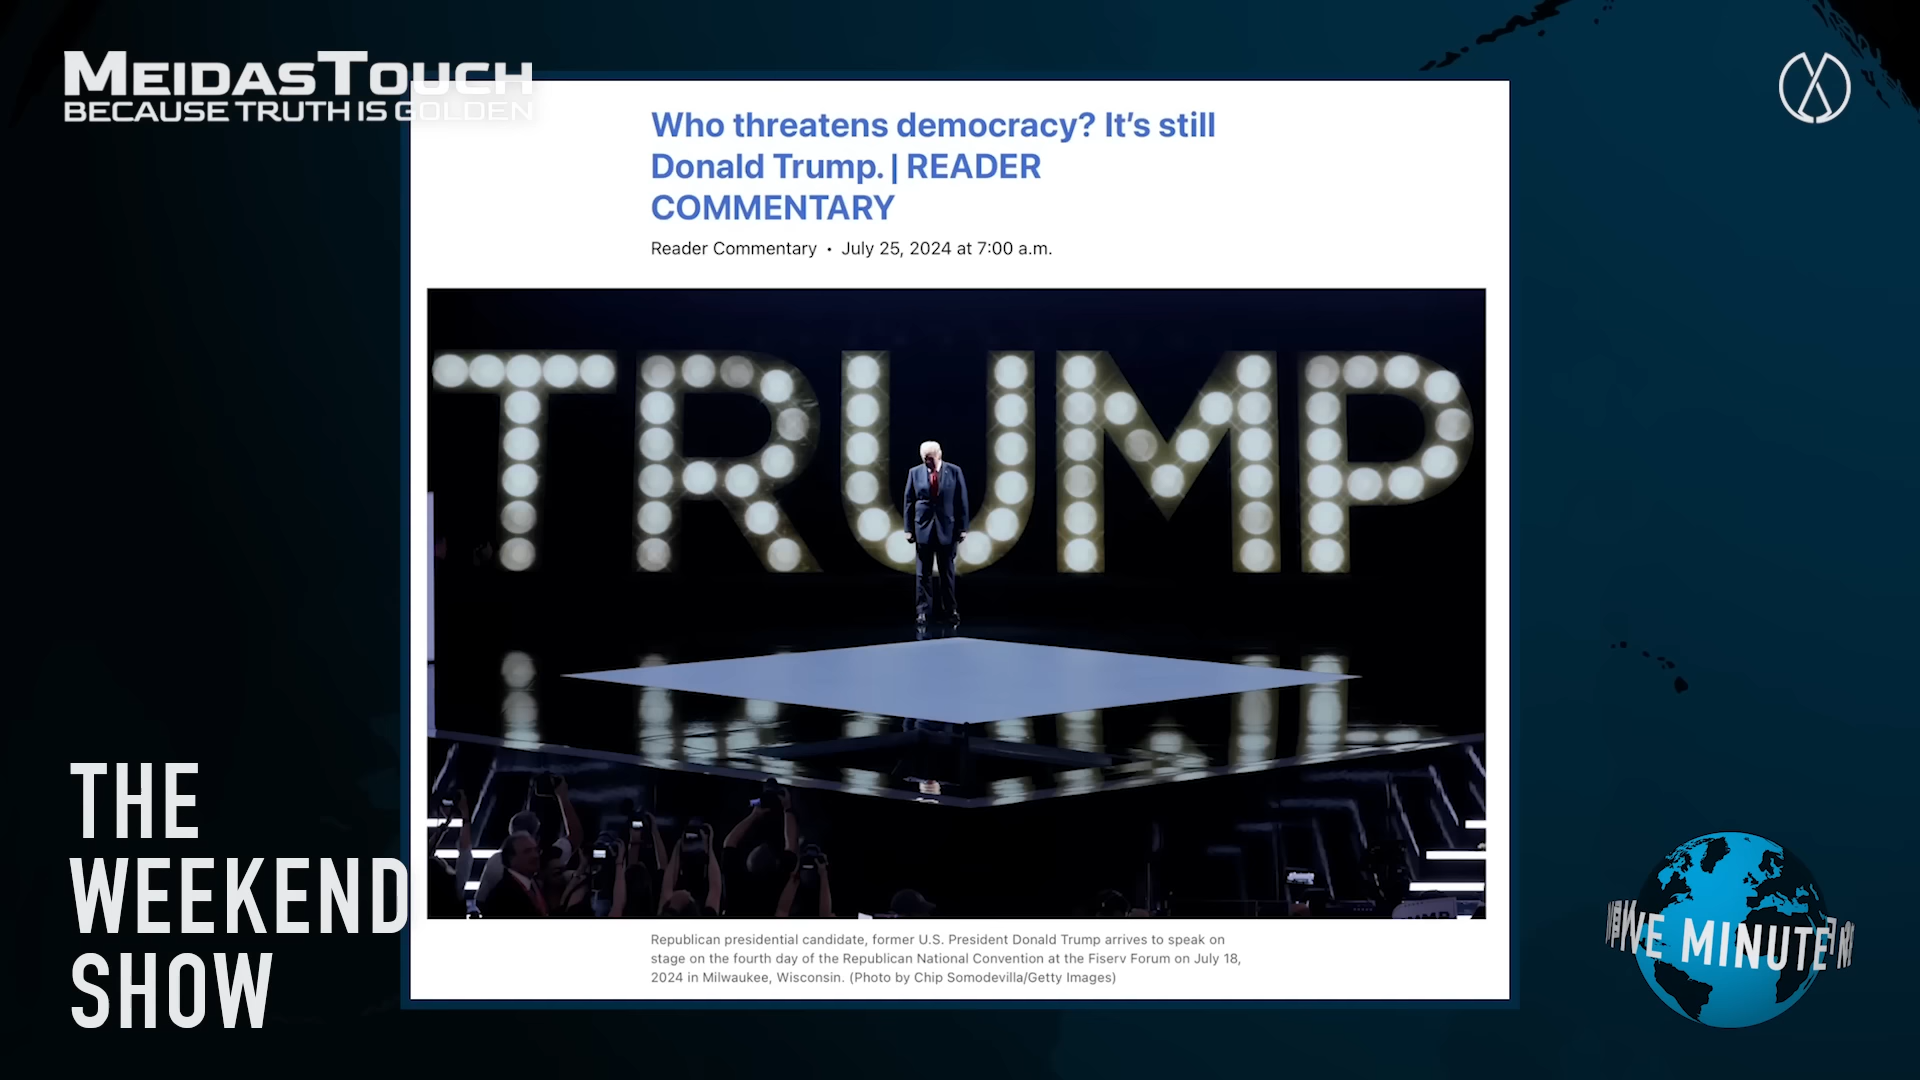 MEIDASTOUCH
BECAUSE TRUTH IS GOLDEN
Who threatens democracy? It's still
Donald Trump. | READER
COMMENTARY
Reader Commentary • July 25, 2024 at 7:00 a.m.
TRUMP
Republican presidential candidate, former U.S. President Donald Trump arrives to speak on
stage on the fourth day of the Republican National Convention at the Fiserv Forum on July 18,
2024 in Milwaukee, Wisconsin. (Photo by Chip Somodevilla/Getty Images)
THE
WEEKEND
SHOW
MINUTE